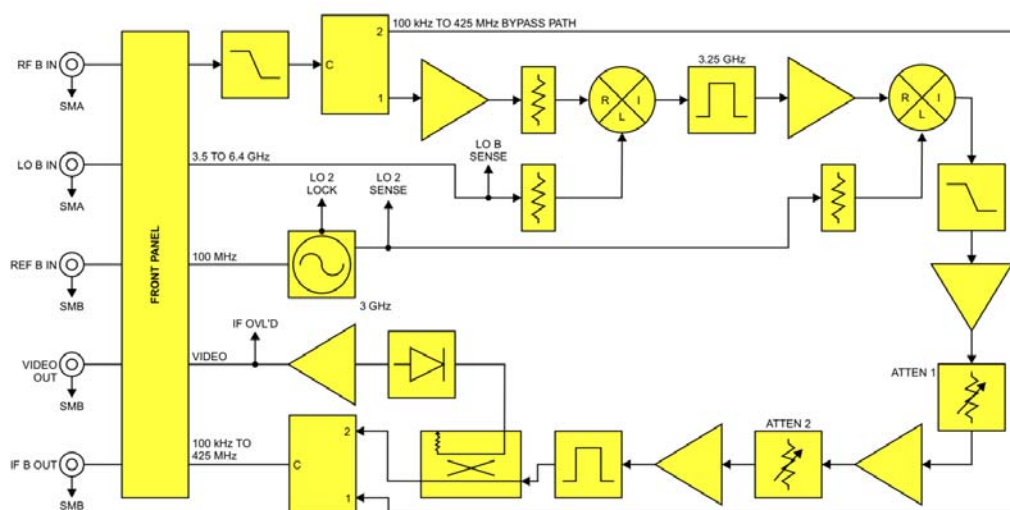 100 kHz TO 425 MHz BYPASS PATH
2
C
1
RF B IN
SMA
3.25 GHz
R
I
L
R
I
L
LO B IN
SMA
3.5 TO 6.4 GHz
LO B
SENSE
LO 2
LOCK
LO 2
SENSE
REF B IN
SMB
100 MHz
3 GHz
FRONT PANEL
IF OVL'D
VIDEO
OUT
SMB
VIDEO
ATTEN 1
ATTEN 2
100 kHz TO
425 MHz
2
C
1
IF B OUT
SMB